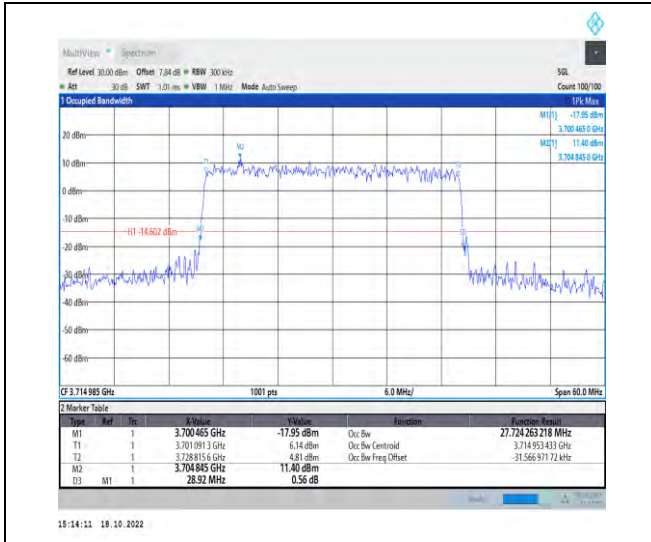 MultiView Spectrum
Ref Level 30.00 dBm Offset 7.84 dB RBW 300 kHz SGL
Att 30 dB SWT 1.01 ms VBW 1 MHz Mode Auto Sweep Count 100/100
1 Occupied Bandwidth 1Pk Max
M1[1] -17.95 dBm
3.700 465 0 GHz
M2[1] 11.40 dBm
3.704 845 0 GHz
20 dBm
M2
10 dBm
0 dBm
-10 dBm
H1 -14.602 dBm
-20 dBm
-30 dBm
-40 dBm
-50 dBm
-60 dBm
CF 3.714 985 GHz 1001 pts 6.0 MHz/ Span 60.0 MHz
2 Marker Table
Type Ref Trc X-Value Y-Value Function Function Result
M1 1 3.700 465 GHz -17.95 dBm Occ Bw 27.724 263 218 MHz
T1 1 3.701 091 3 GHz 6.14 dBm Occ Bw Centroid 3.714 953 433 GHz
T2 1 3.728 815 6 GHz 4.81 dBm Occ Bw Freq Offset -31.566 971 72 kHz
M2 1 3.704 845 GHz 11.40 dBm
D3 M1 1 28.92 MHz 0.56 dB
15:14:11 18.10.2022